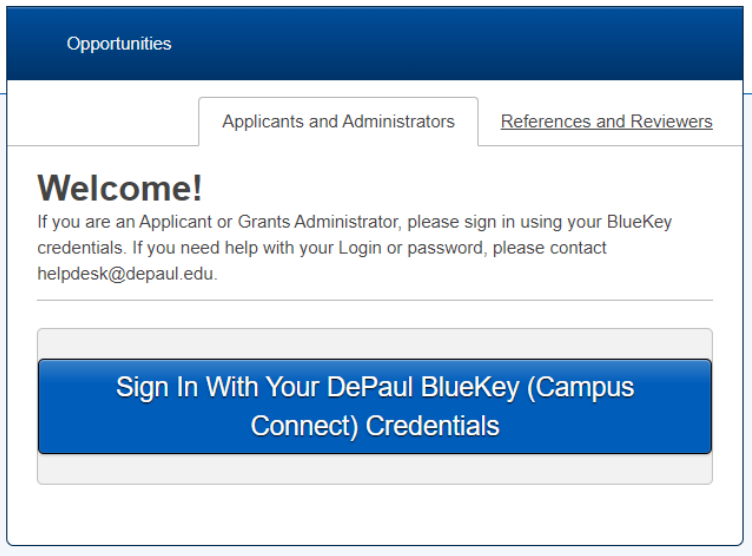 Opportunities
Applicants and Administrators
References and Reviewers
Welcome!
If you are an Applicant or Grants Administrator, please sign in using your BlueKey
credentials. If you need help with your Login or password, please contact
helpdesk@depaul.edu.
Sign In With Your DePaul BlueKey (Campus
Connect) Credentials